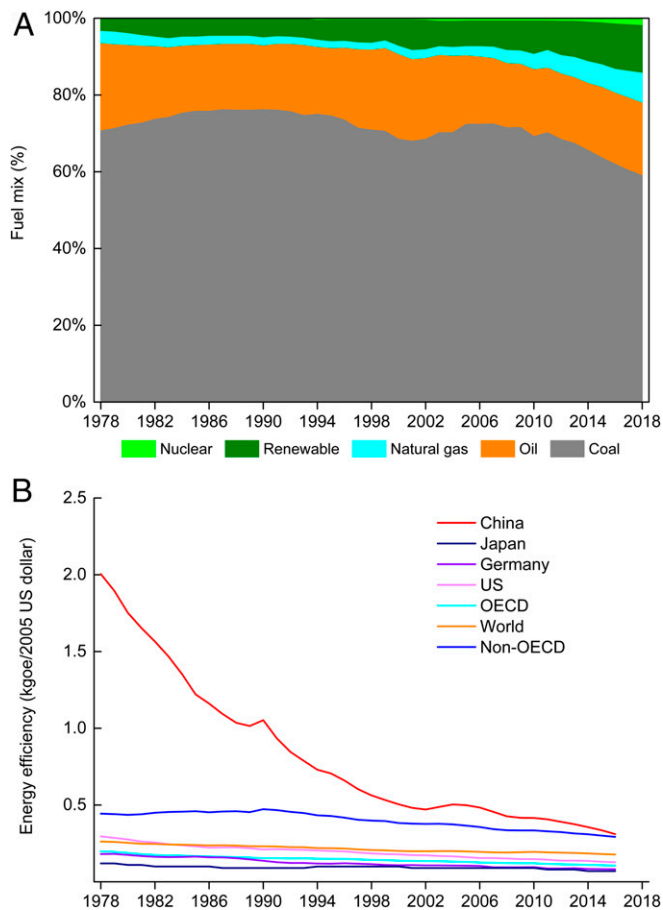 A
100%
80%
60%
40%
20%
0%
Fuel mix (%)
1978 1982 1986 1990 1994 1998 2002 2006 2010 2014 2018
Nuclear Renewable Natural gas Oil Coal
B
2.5
2.0
1.5
1.0
0.5
Energy efficiency (kgoe/2005 US dollar)
China
Japan
Germany
US
OECD
World
Non-OECD
1978 1982 1986 1990 1994 1998 2002 2006 2010 2014 2018